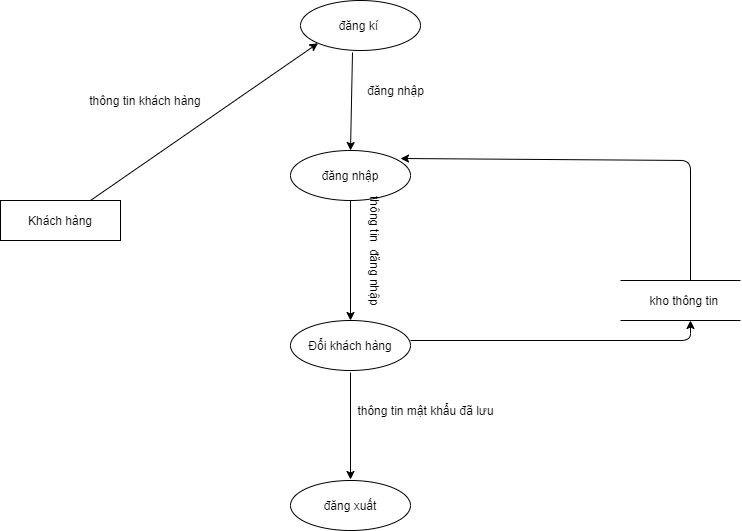 đăng kí
đăng nhập
thông tin khách hàng
đăng nhập
thông tin đăng nhập
Khách hàng
kho thông tin
Đổi khách hàng
thông tin mật khẩu đã lưu
đăng xuất